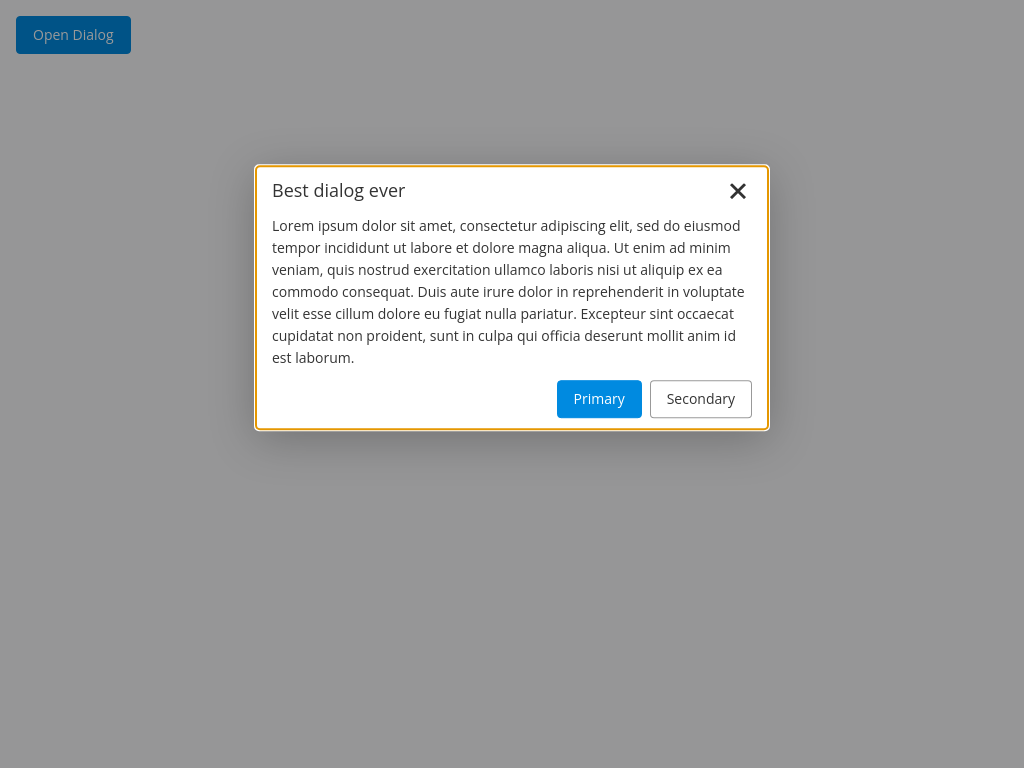 Open Dialog
Best dialog ever
Lorem ipsum dolor sit amet, consectetur adipiscing elit, sed do eiusmod
tempor incididunt ut labore et dolore magna aliqua. Ut enim ad minim
veniam, quis nostrud exercitation ullamco laboris nisi ut aliquip ex ea
commodo consequat. Duis aute irure dolor in reprehenderit in voluptate
velit esse cillum dolore eu fugiat nulla pariatur. Excepteur sint occaecat
cupidatat non proident, sunt in culpa qui officia deserunt mollit anim id
est laborum.
Primary Secondary